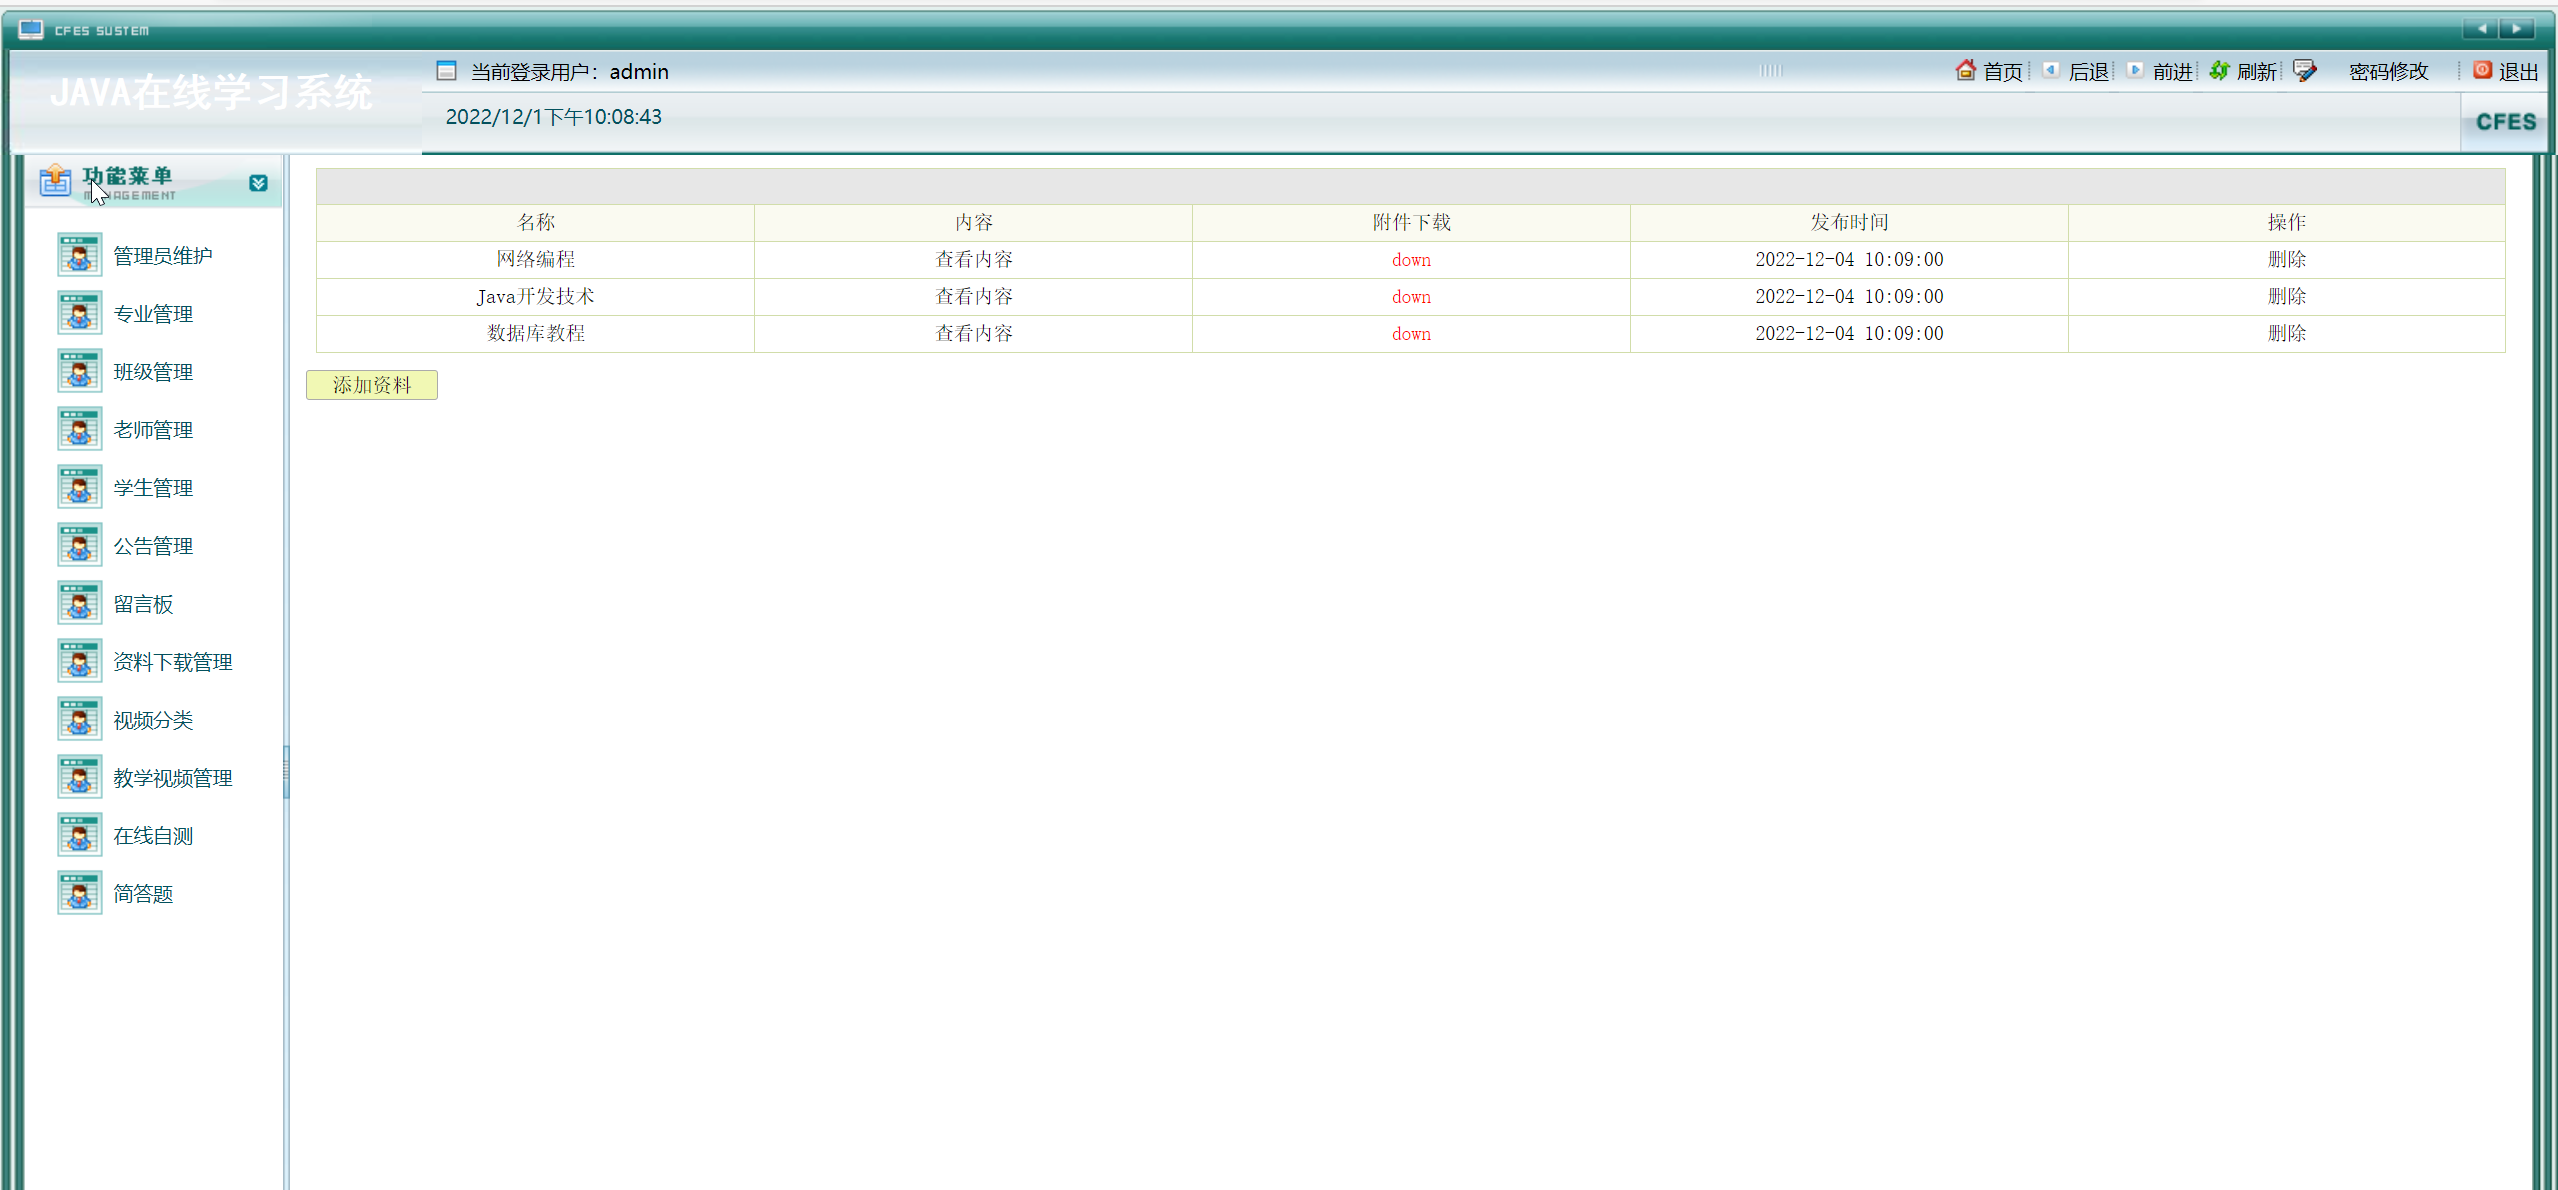 CFES SUSTEM
JAVA在线学习系统
当前登录用户：admin
首页 后退 前进 刷新 密码修改 退出
2022/12/1下午10:08:43
CFES
功能菜单
管理员维护
专业管理
班级管理
老师管理
学生管理
公告管理
留言板
资料下载管理
视频分类
教学视频管理
在线自测
简答题
名称 内容 附件下载 发布时间 操作
网络编程 查看内容 down 2022-12-04 10:09:00 删除
Java开发技术 查看内容 down 2022-12-04 10:09:00 删除
数据库教程 查看内容 down 2022-12-04 10:09:00 删除
添加资料